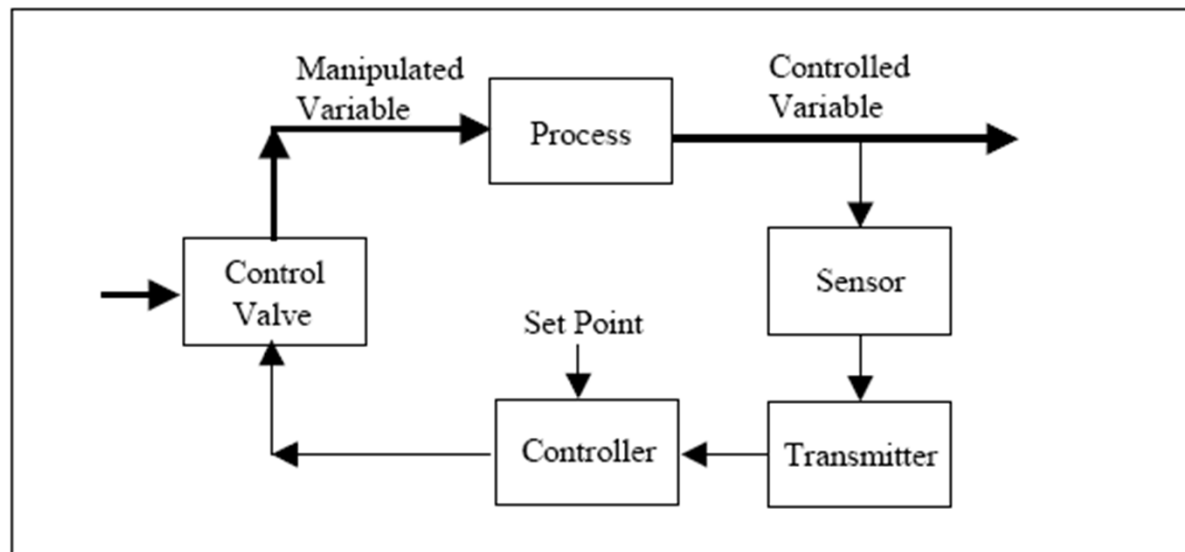 Manipulated
Variable
Controlled
Variable
Process
Control
Valve
Sensor
Set Point
Controller
Transmitter